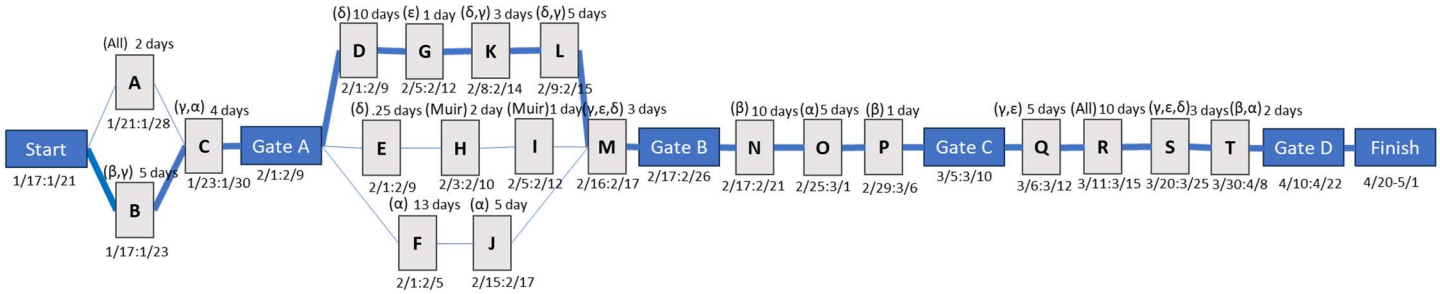 Start
1/17:1/21
(All) 2 days
A
1/21:1/28
(β,γ) 5 days
B
1/17:1/23
(γ,α) 4 days
C
1/23:1/30
Gate A
2/1:2/9
(δ) 10 days
D
2/1:2/9
(ε) 1 day
G
2/5:2/12
(δ,γ) 3 days
K
2/8:2/14
(δ,γ) 5 days
L
2/9:2/15
(δ) .25 days
E
2/1:2/9
(Muir) 2 day
H
2/3:2/10
(Muir) 1 day
I
2/5:2/12
(α) 13 days
F
2/1:2/5
(α) 5 day
J
2/15:2/17
(γ,ε,δ) 3 days
M
2/16:2/17
Gate B
2/17:2/26
(β) 10 days
N
2/17:2/21
(α) 5 days
O
2/25:3/1
(β) 1 day
P
2/29:3/6
Gate C
3/5:3/10
(γ,ε) 5 days
Q
3/6:3/12
(All) 10 days
R
3/11:3/15
(γ,ε,δ) 3 days
S
3/20:3/25
(β,α) 2 days
T
3/30:4/8
Gate D
4/10:4/22
Finish
4/20-5/1